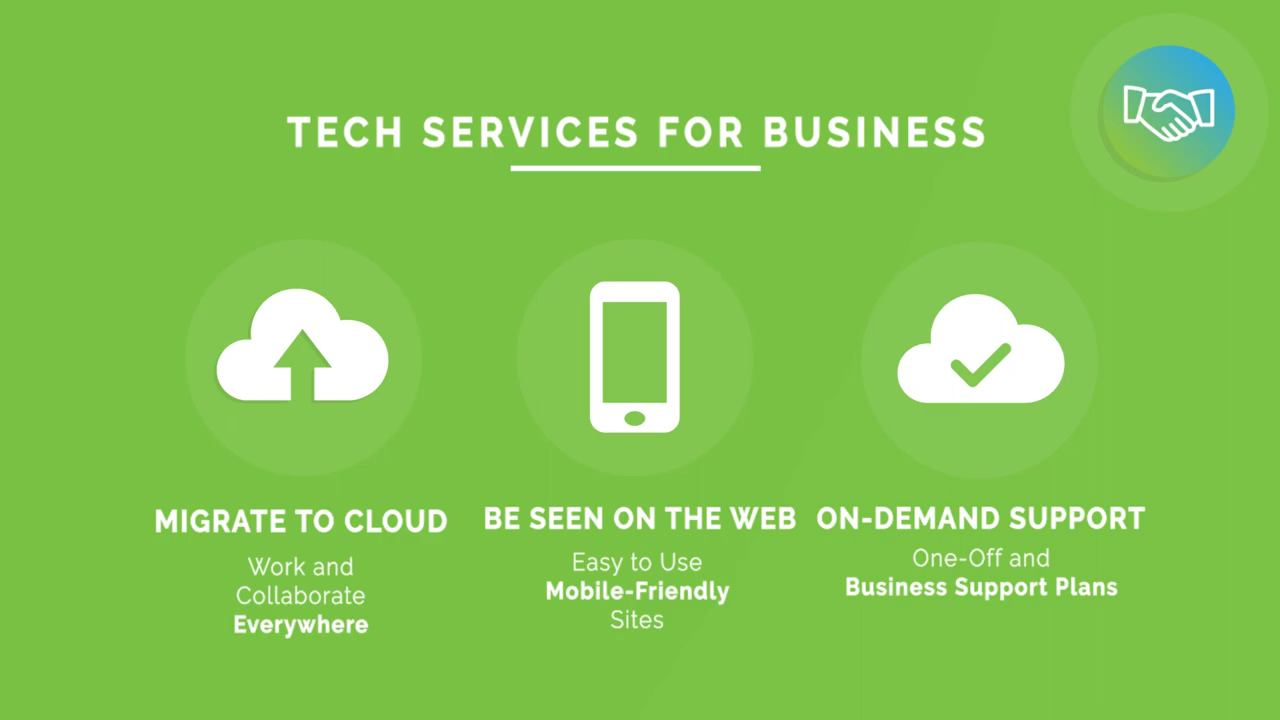 TECH SERVICES FOR BUSINESS
MIGRATE TO CLOUD
Work and
Collaborate
Everywhere
BE SEEN ON THE WEB
Easy to Use
Mobile-Friendly
Sites
ON-DEMAND SUPPORT
One-Off and
Business Support Plans